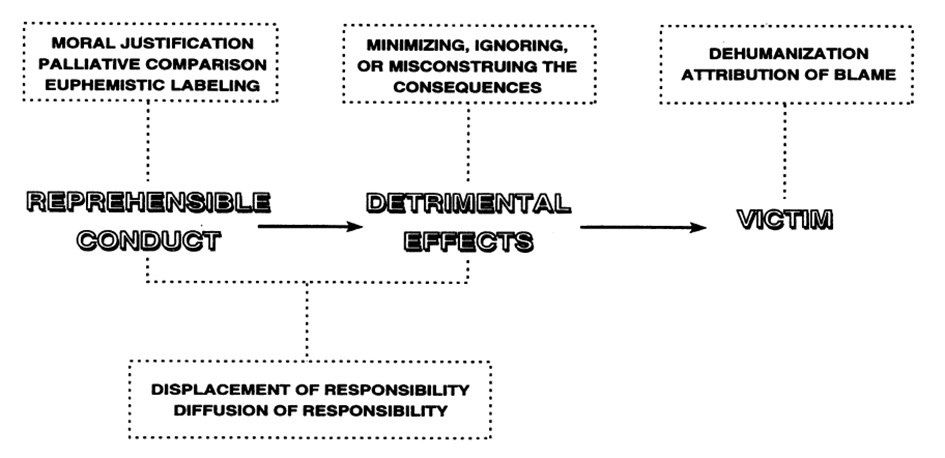 MORAL JUSTIFICATION
PALLIATIVE COMPARISON
EUPHEMISTIC LABELING
MINIMIZING, IGNORING,
OR MISCONSTRUING THE
CONSEQUENCES
DEHUMANIZATION
ATTRIBUTION OF BLAME
REPREHENSIBLE
CONDUCT
DETRIMENTAL
EFFECTS
VICTIM
DISPLACEMENT OF RESPONSIBILITY
DIFFUSION OF RESPONSIBILITY